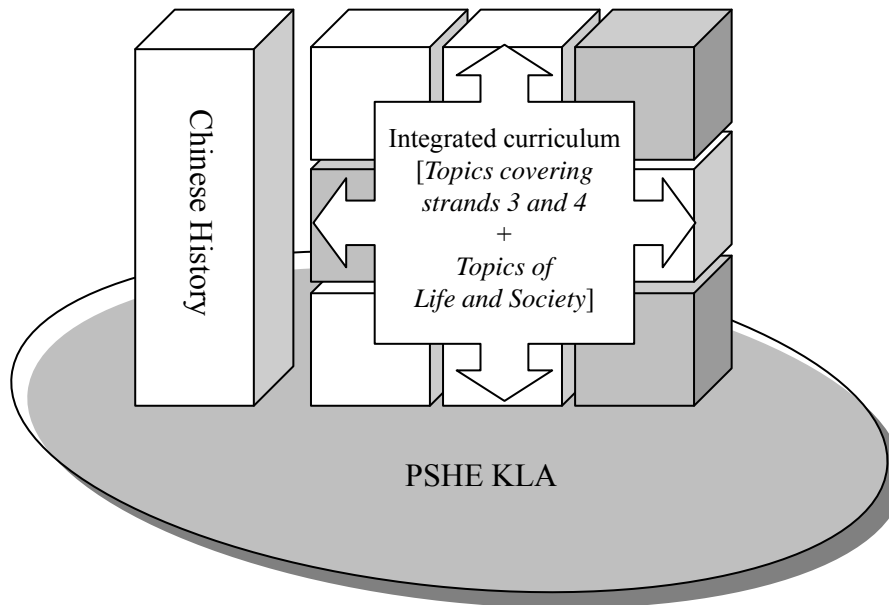 Chinese History
Integrated curriculum
[Topics covering
strands 3 and 4
+
Topics of
Life and Society]
PSHE KLA